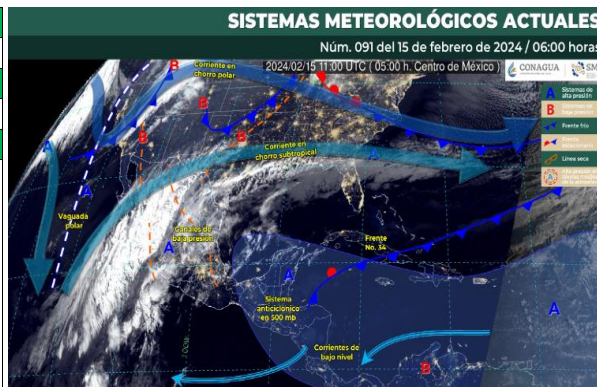 SISTEMAS METEOROLÓGICOS ACTUALES
Núm. 091 del 15 de febrero de 2024 / 06:00 horas
2024/02/15 11:00 UTC ( 05:00 h. Centro de México )
CONAGUA
SM
A
Sistemas de
alta presión
B
Sistemas de
baja presión
Frente frío
Frente
estacionario
Línea seca
A
Corriente en
chorro polar
B
B
B
B
Corriente en
chorro subtropical
A
A
A
Vaguada
polar
Canales de
baja presión
A
Frente
No. 34
A
Sistema
anticiclónico
en 500 mb
A
Corrientes de
bajo nivel
B